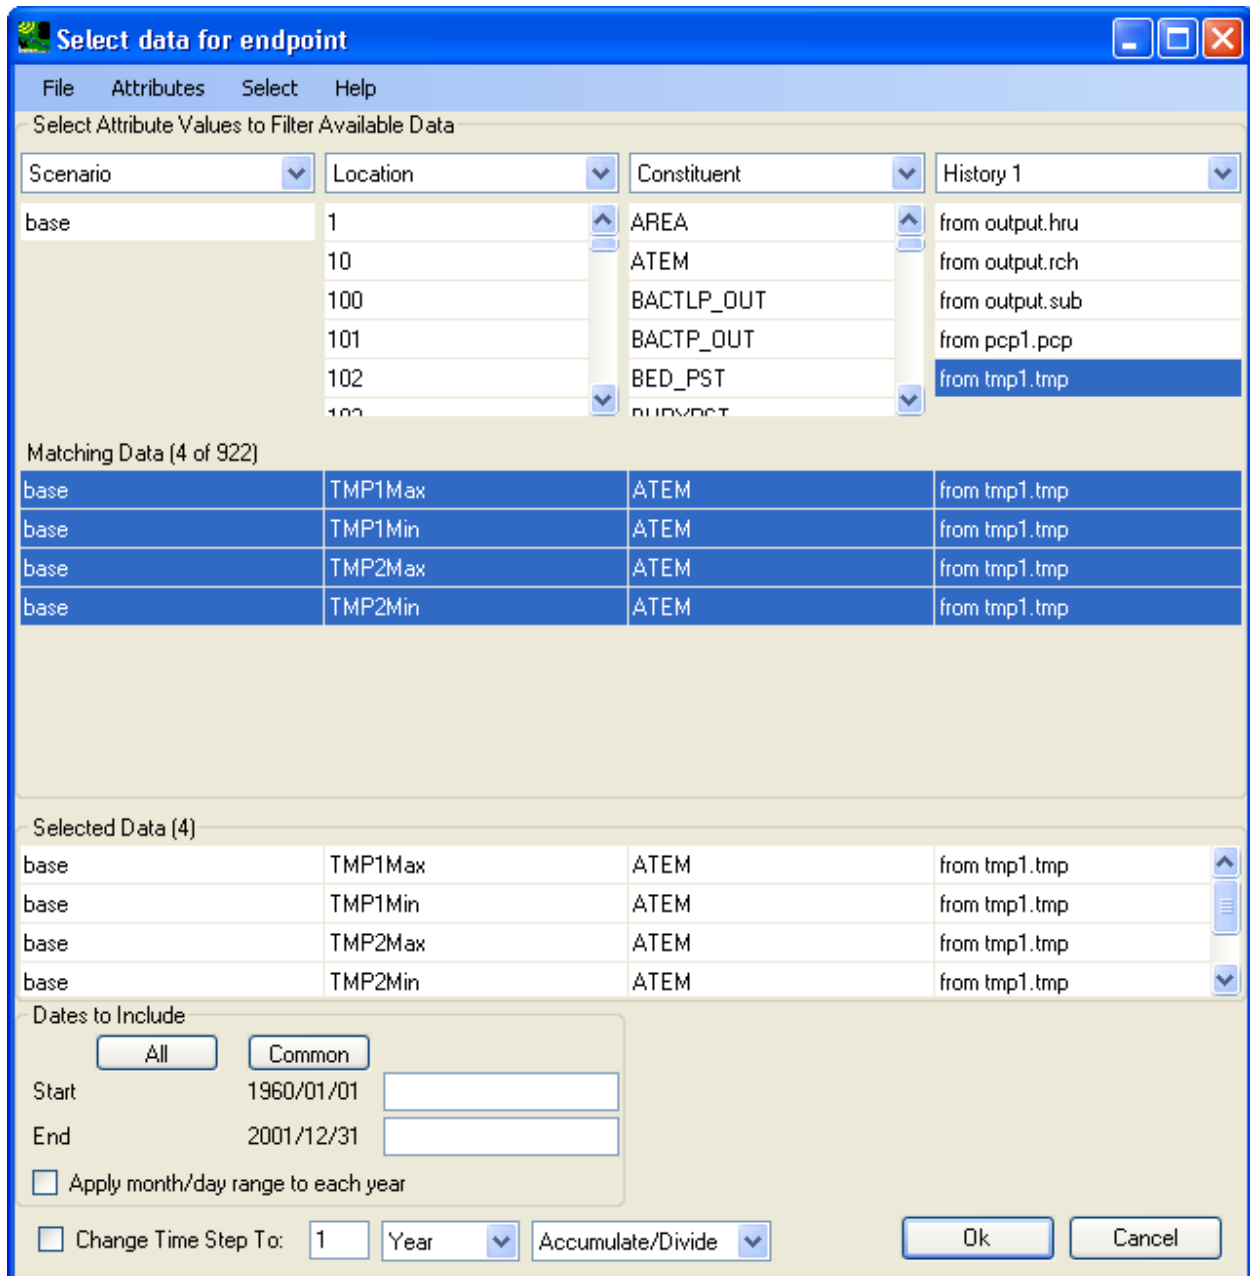 Select data for endpoint
File Attributes Select Help
Select Attribute Values to Filter Available Data
Scenario Location Constituent History 1
base 1 AREA from output.hru
10 ATEM from output.rch
100 BACTLP_OUT from output.sub
101 BACTP_OUT from pcp1.pcp
102 BED_PST from tmp1.tmp
Matching Data (4 of 922)
base TMP1Max ATEM from tmp1.tmp
base TMP1Min ATEM from tmp1.tmp
base TMP2Max ATEM from tmp1.tmp
base TMP2Min ATEM from tmp1.tmp
Selected Data (4)
base TMP1Max ATEM from tmp1.tmp
base TMP1Min ATEM from tmp1.tmp
base TMP2Max ATEM from tmp1.tmp
base TMP2Min ATEM from tmp1.tmp
Dates to Include
All Common
Start 1960/01/01
End 2001/12/31
Apply month/day range to each year
Change Time Step To: 1 Year Accumulate/Divide Ok Cancel